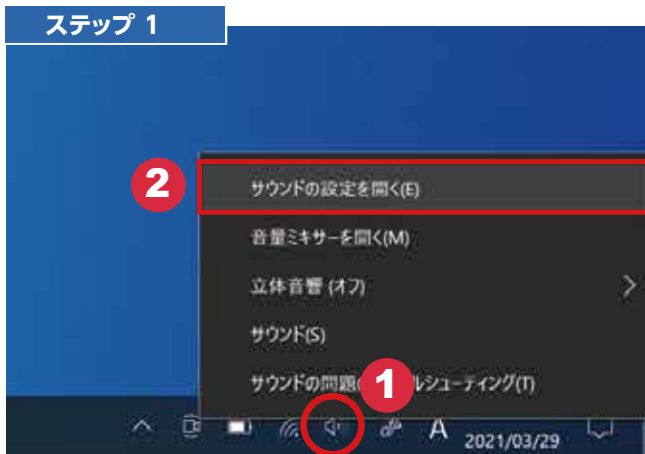 ステップ 1
2
サウンドの設定を開く(E)
音量ミキサーを開く(M)
立体音響 (オフ)
サウンド(S)
サウンドの問題 1 ルシューティング(T)
A
2021/03/29